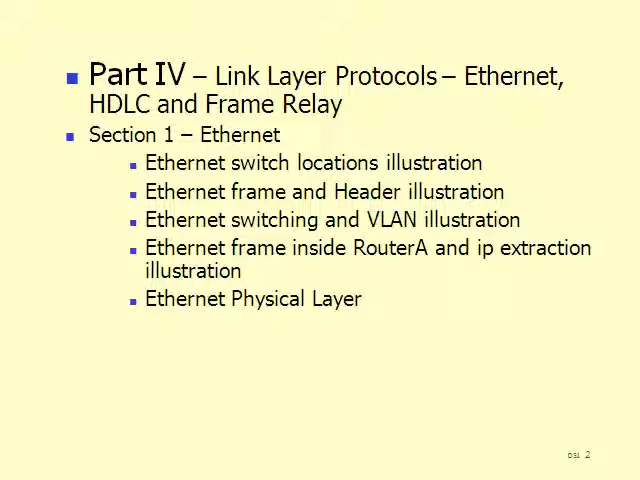 Part IV – Link Layer Protocols – Ethernet,
HDLC and Frame Relay
Section 1 – Ethernet
Ethernet switch locations illustration
Ethernet frame and Header illustration
Ethernet switching and VLAN illustration
Ethernet frame inside RouterA and ip extraction
illustration
Ethernet Physical Layer
OSI 2